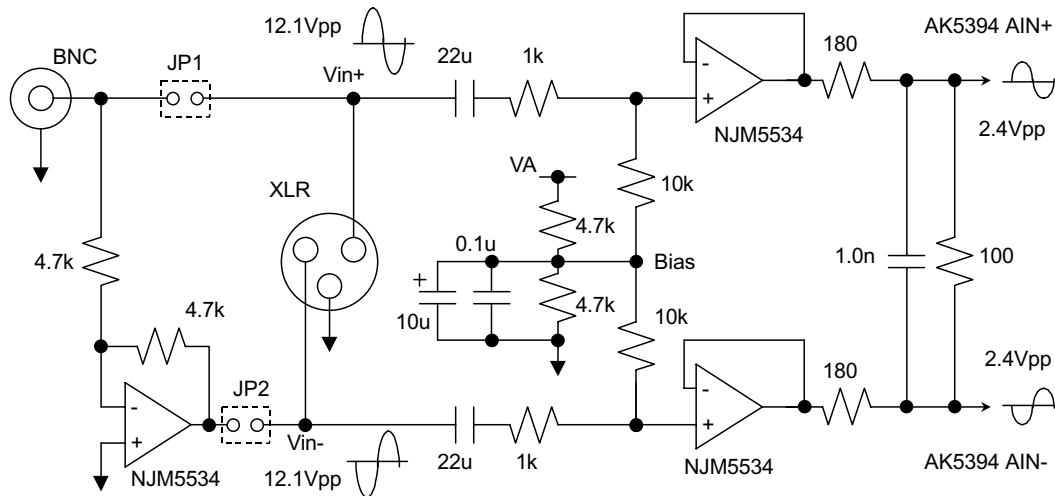 12.1Vpp
AK5394 AIN+
BNC
JP1
Vin+
22u
1k
180
-
+
NJM5534
2.4Vpp
VA
10k
XLR
4.7k
4.7k
0.1u
Bias
1.0n
100
+
10u
4.7k
10k
4.7k
2.4Vpp
JP2
180
-
+
-
+
Vin-
22u
1k
NJM5534
NJM5534
12.1Vpp
AK5394 AIN-